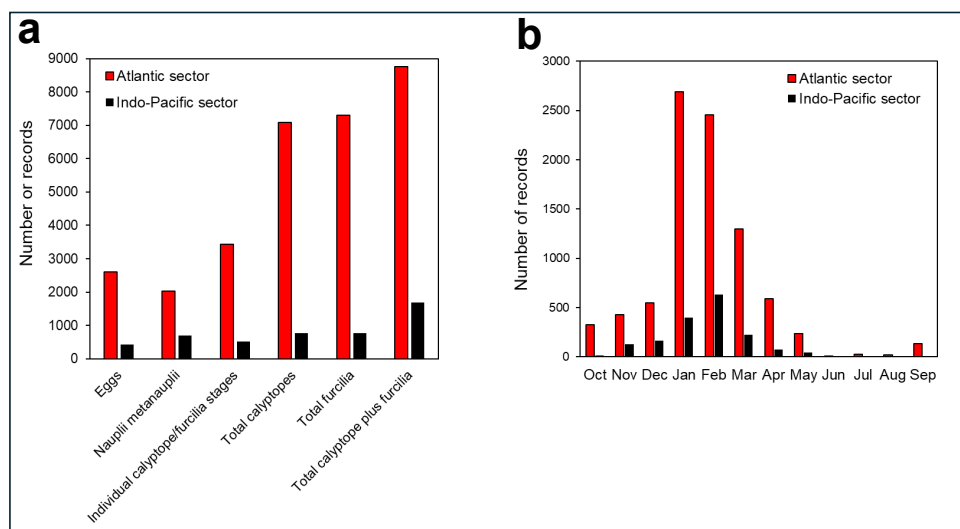 a
Number or records
9000
8000
7000
6000
5000
4000
3000
2000
1000
0
Atlantic sector
Indo-Pacific sector
Eggs
Nauplii metanauplii
Individual calyptope/furcilia stages
Total calyptopes
Total furcilia
Total calyptope plus furcilia
b
Number of records
3000
2500
2000
1500
1000
500
0
Atlantic sector
Indo-Pacific sector
Oct Nov Dec Jan Feb Mar Apr May Jun Jul Aug Sep